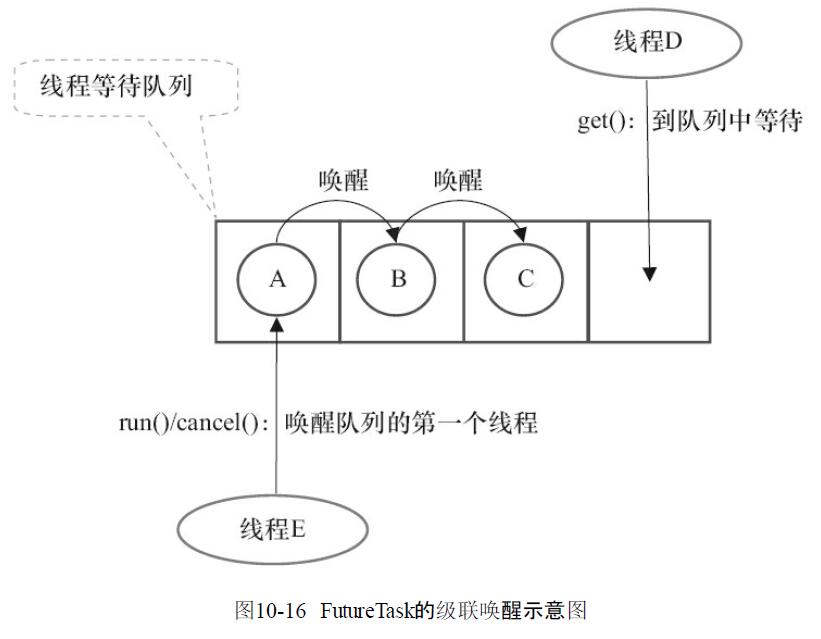 线程D
线程等待队列
get()：到队列中等待
唤醒
唤醒
A
B
C
run()/cancel()：唤醒队列的第一个线程
线程E
图10-16 FutureTask的级联唤醒示意图